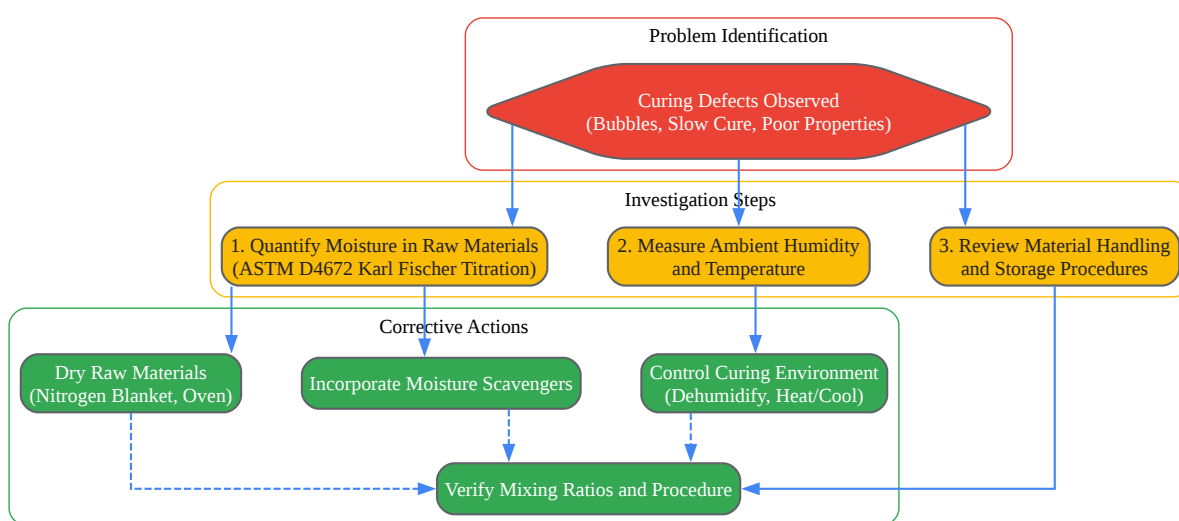 Problem Identification
Curing Defects Observed
(Bubbles, Slow Cure, Poor Properties)
Investigation Steps
1. Quantify Moisture in Raw Materials
(ASTM D4672 Karl Fischer Titration)
2. Measure Ambient Humidity
and Temperature
3. Review Material Handling
and Storage Procedures
Corrective Actions
Dry Raw Materials
(Nitrogen Blanket, Oven)
Incorporate Moisture Scavengers
Control Curing Environment
(Dehumidify, Heat/Cool)
Verify Mixing Ratios and Procedure